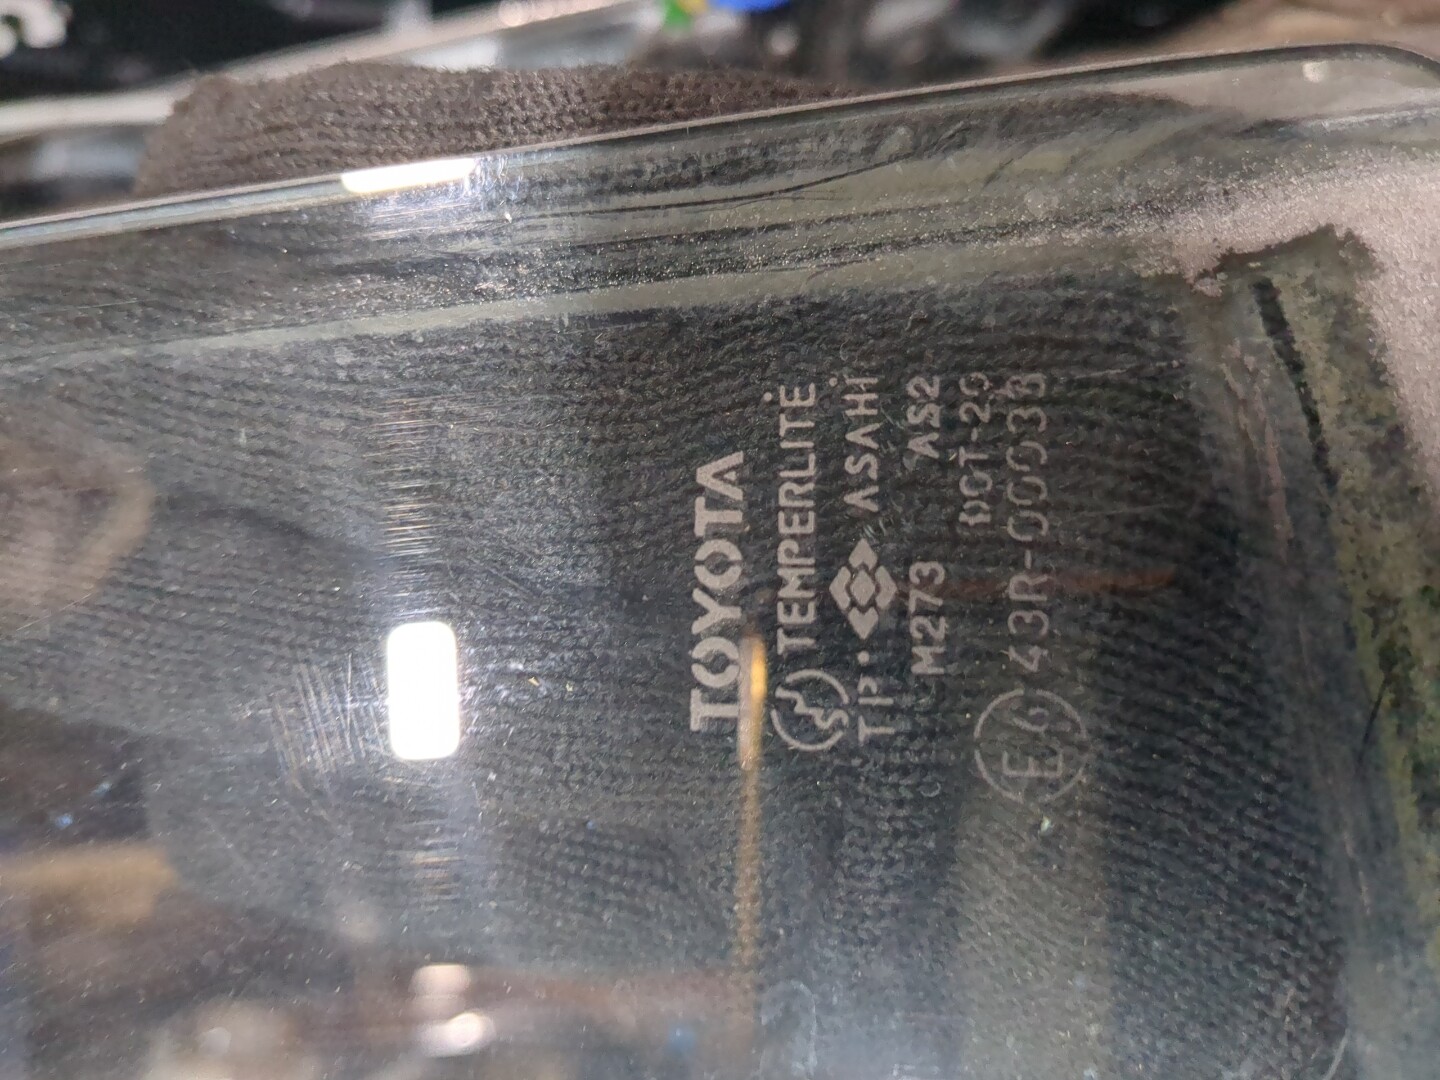 TOYOTA
TEMPERLITE
TP· ASAHI
M273 AS2
DOT-20
E6 43R-00033